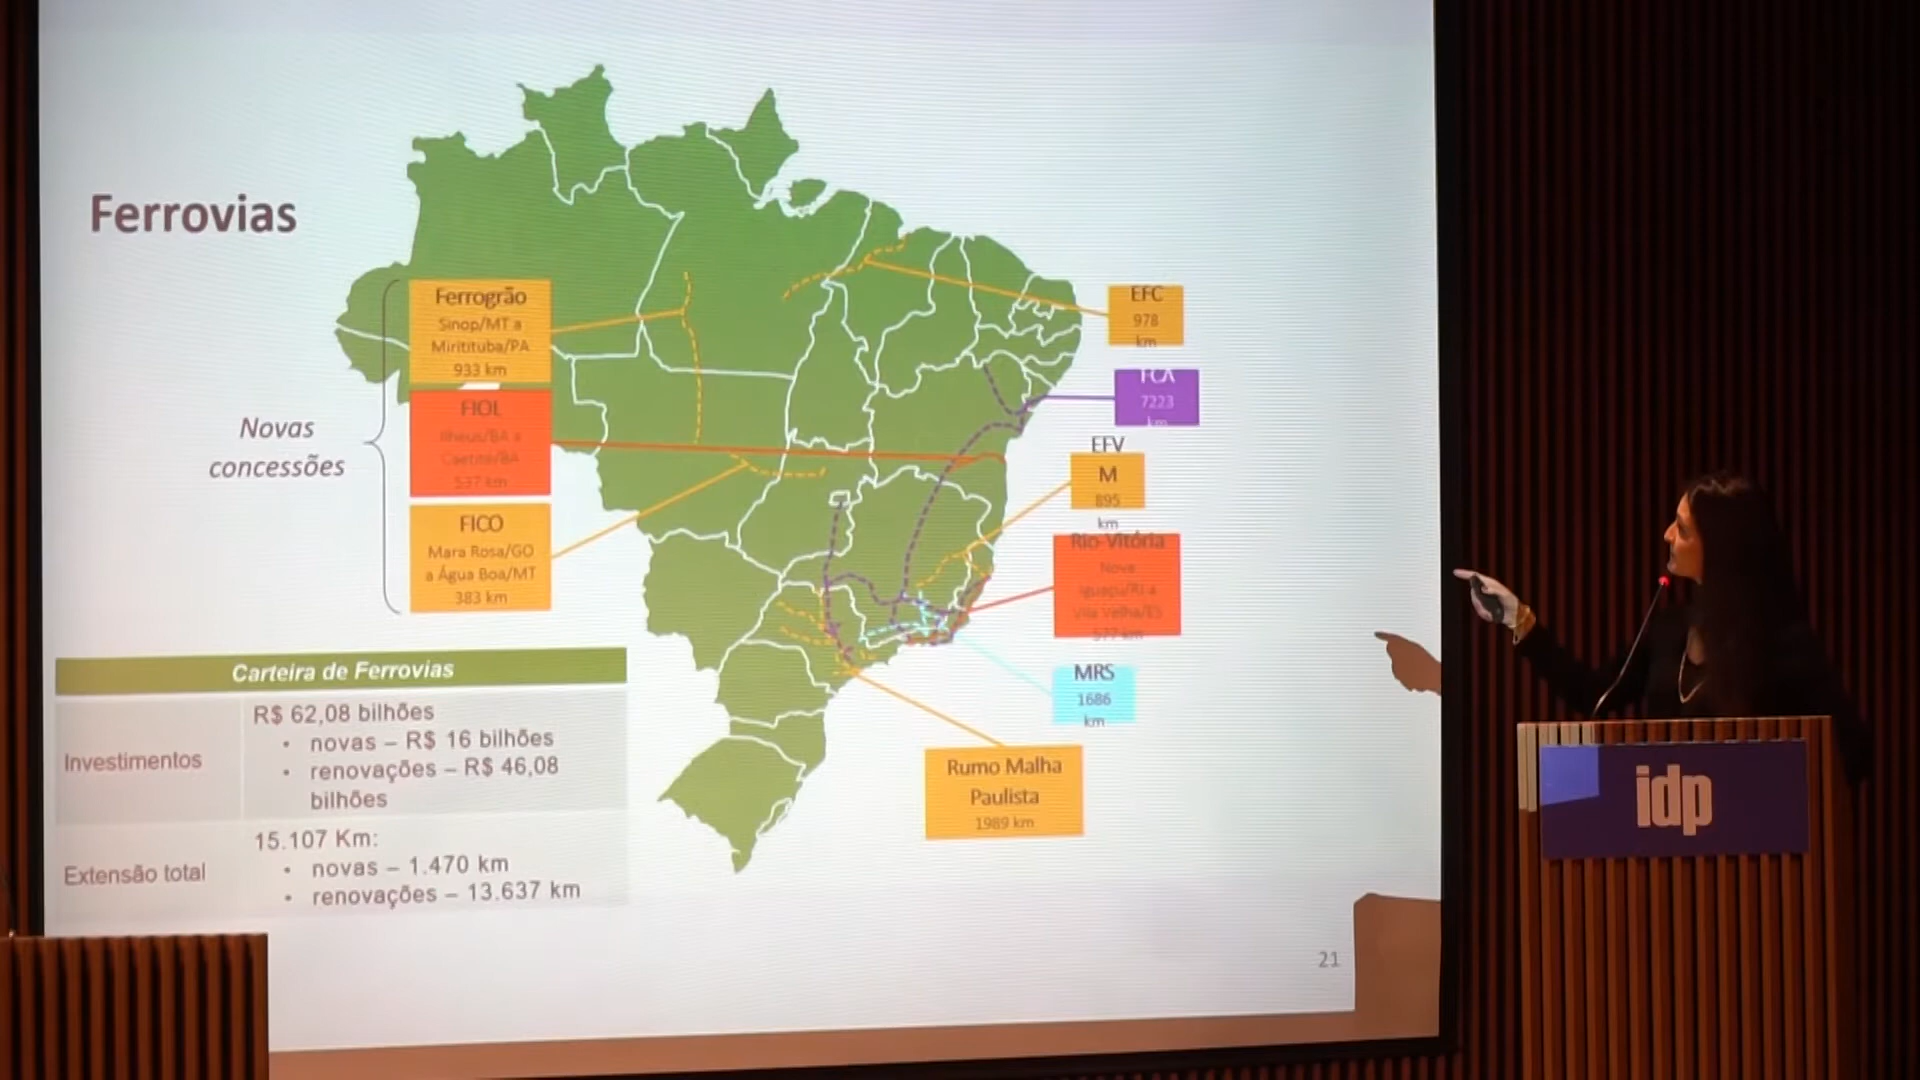 Ferrovias
Novas
concessões
Ferrogrão
Sinop/MT a
Miritituba/PA
933 km
FIOL
Ilheus/BA a
Caetité/BA
537 km
FICO
Mara Rosa/GO
a Água Boa/MT
383 km
EFC
978
km
FCA
7223
km
EFV
M
895
km
Rio-Vitória
Nova
Iguaçu/RJ a
Vila Velha/ES
577 km
MRS
1686
km
Rumo Malha
Paulista
1989 km
Carteira de Ferrovias
Investimentos
R$ 62,08 bilhões
• novas – R$ 16 bilhões
• renovações – R$ 46,08
bilhões
Extensão total
15.107 Km:
• novas – 1.470 km
• renovações – 13.637 km
21
idp